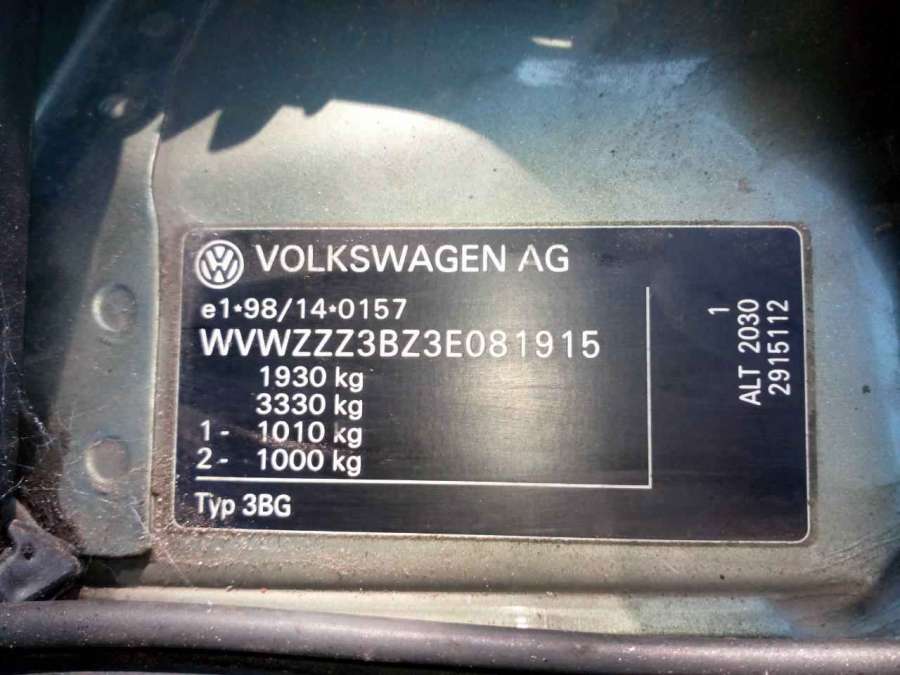 VOLKSWAGEN AG
e1*98/14*0157
WVWZZZ3BZ3E081915
1930 kg
3330 kg
1- 1010 kg
2- 1000 kg
Typ 3BG
1
ALT 2030
2915112